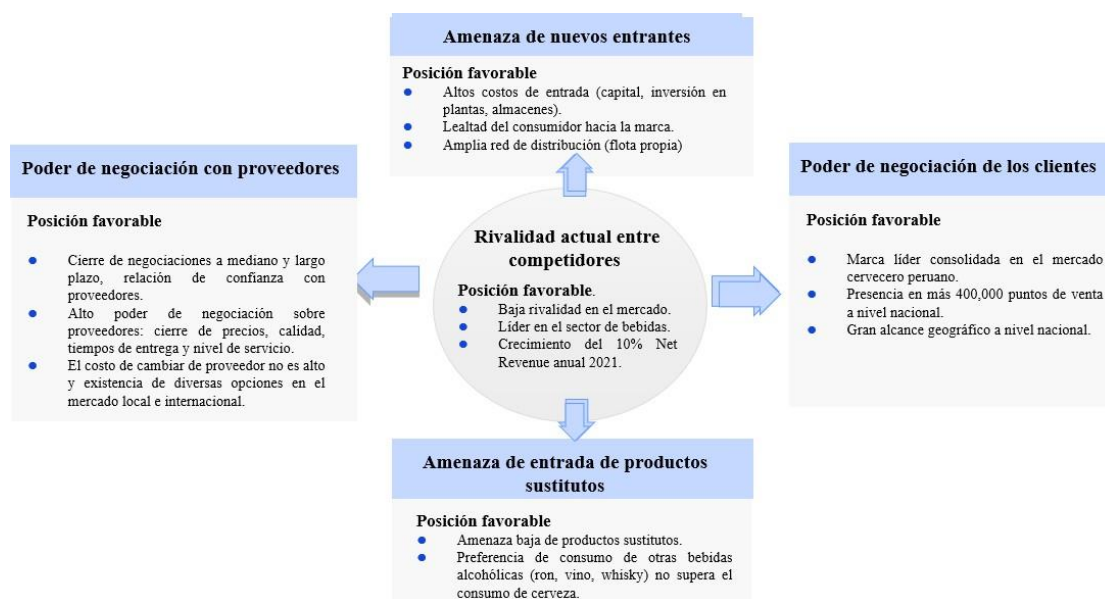 Amenaza de nuevos entrantes
Posición favorable
● Altos costos de entrada (capital, inversión en
plantas, almacenes).
● Lealtad del consumidor hacia la marca.
● Amplia red de distribución (flota propia)
Poder de negociación con proveedores
Posición favorable
● Cierre de negociaciones a mediano y largo
plazo, relación de confianza con
proveedores.
● Alto poder de negociación sobre
proveedores: cierre de precios, calidad,
tiempos de entrega y nivel de servicio.
● El costo de cambiar de proveedor no es alto
y existencia de diversas opciones en el
mercado local e internacional.
Rivalidad actual entre
competidores
Posición favorable.
● Baja rivalidad en el mercado.
● Líder en el sector de bebidas.
● Crecimiento del 10% Net
Revenue anual 2021.
Poder de negociación de los clientes
Posición favorable
● Marca líder consolidada en el mercado
cervecero peruano.
● Presencia en más 400,000 puntos de venta
a nivel nacional.
● Gran alcance geográfico a nivel nacional.
Amenaza de entrada de productos
sustitutos
Posición favorable
● Amenaza baja de productos sustitutos.
● Preferencia de consumo de otras bebidas
alcohólicas (ron, vino, whisky) no supera el
consumo de cerveza.